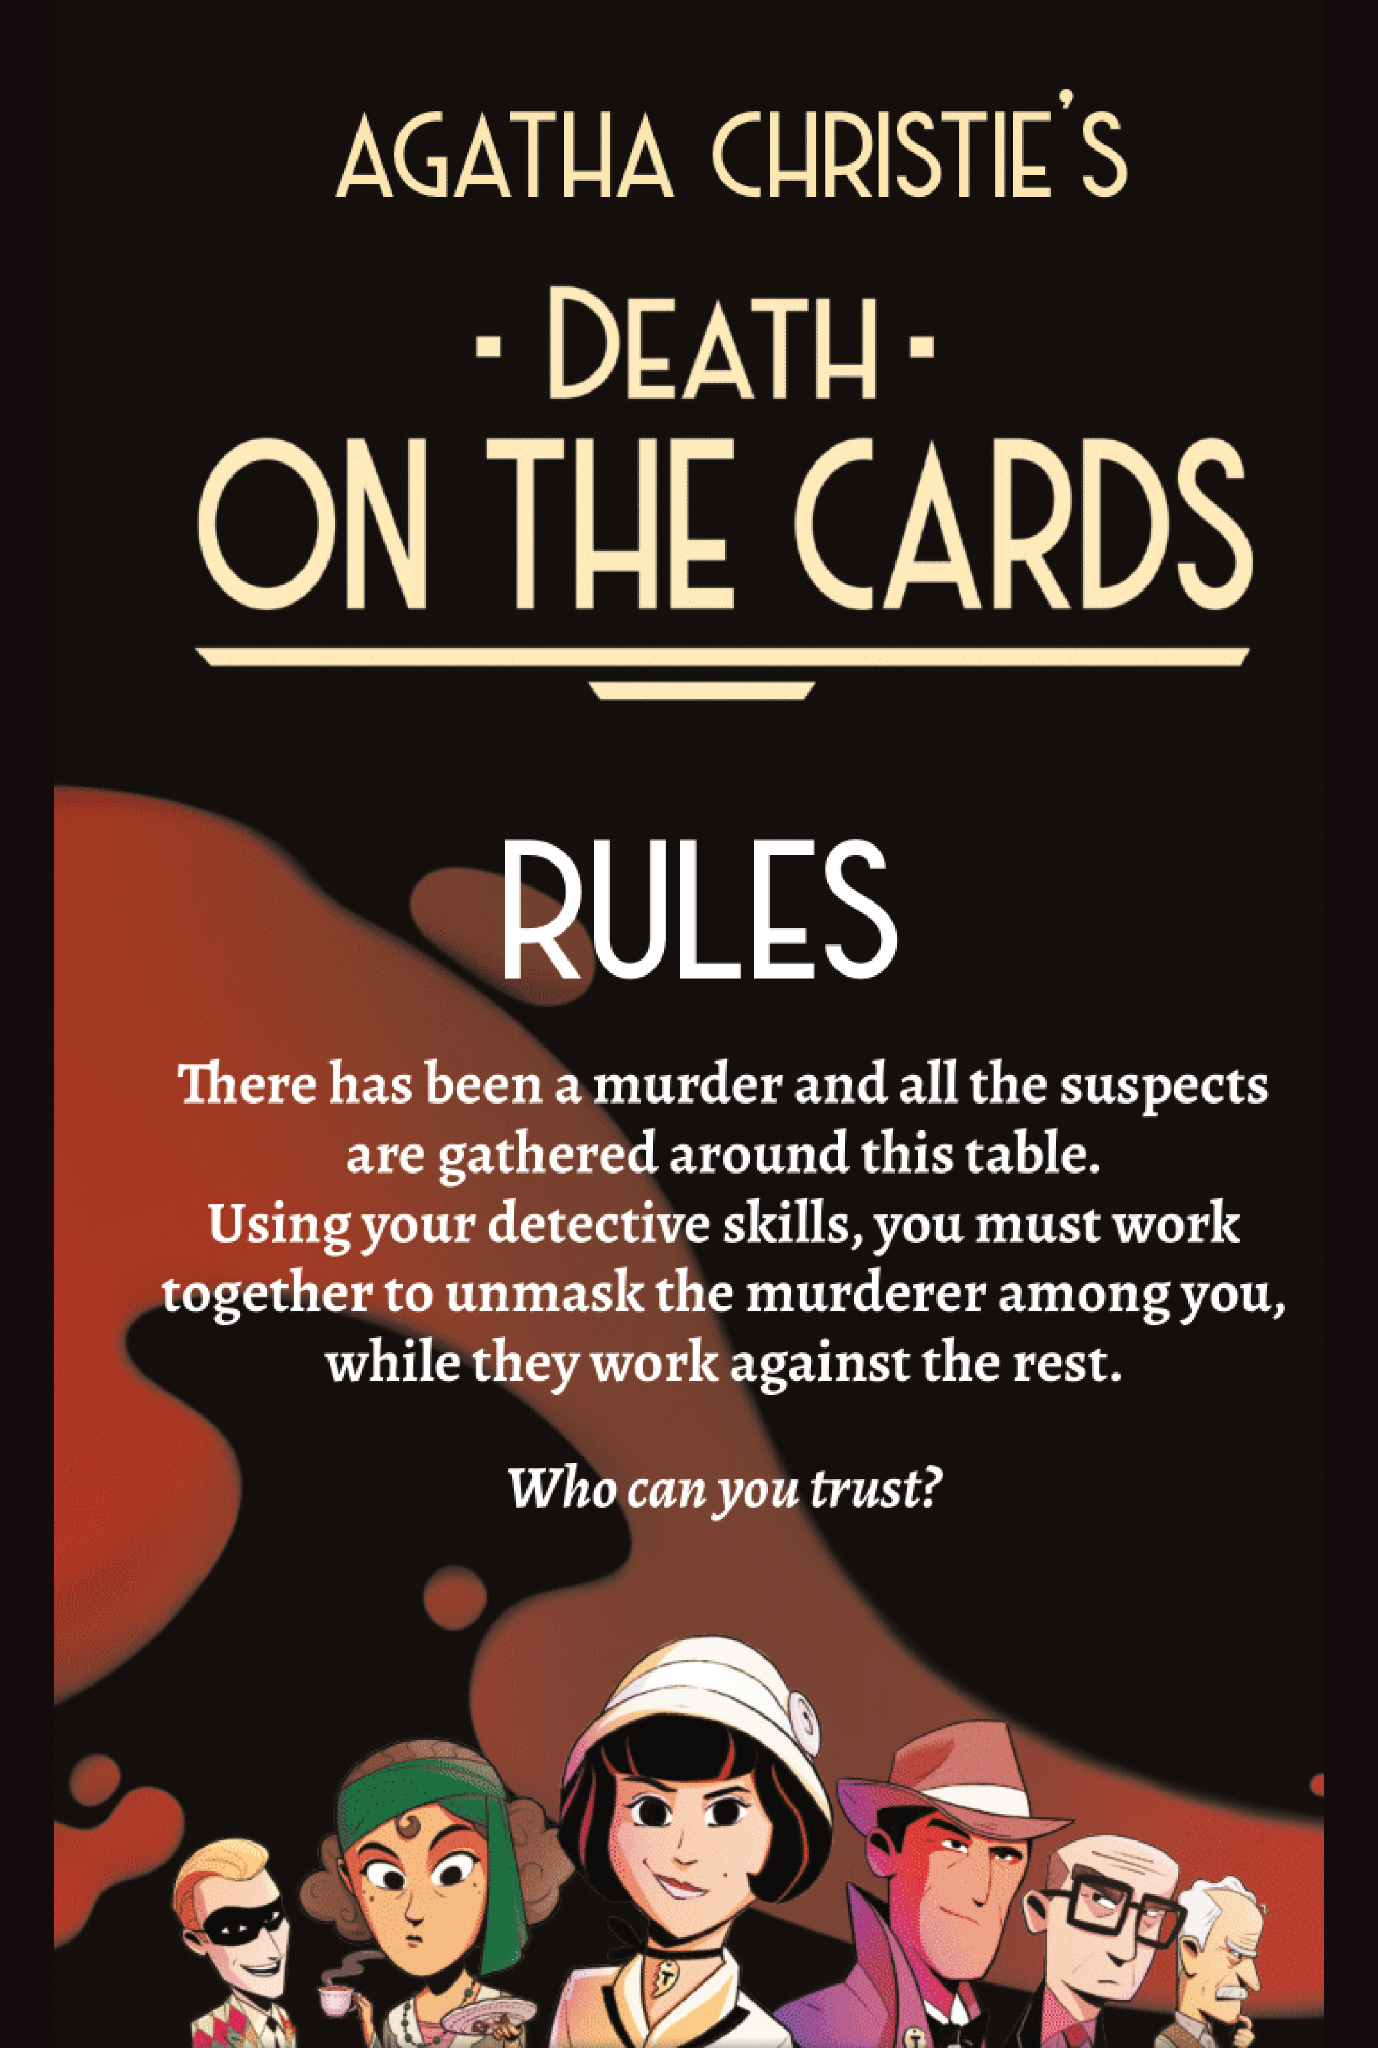 AGATHA CHRISTIE'S
- DEATH -
ON THE CARDS
RULES
There has been a murder and all the suspects
are gathered around this table.
Using your detective skills, you must work
together to unmask the murderer among you,
while they work against the rest.
Who can you trust?
T
T